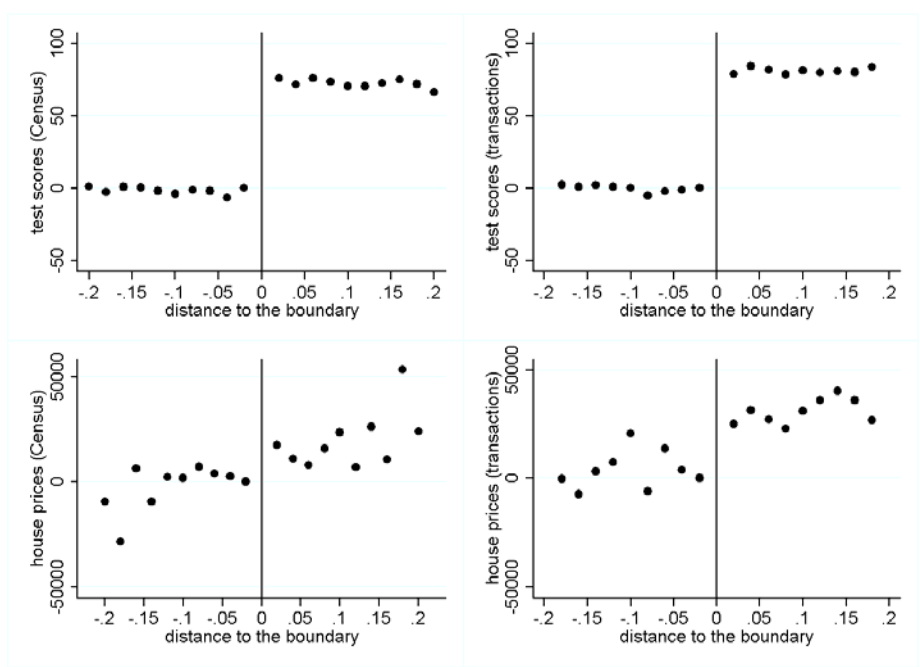 test scores (Census)
100
50
0
-50
-.2 -.15 -.1 -.05 0 .05 .1 .15 .2
distance to the boundary
test scores (transactions)
100
50
0
-50
-.2 -.15 -.1 -.05 0 .05 .1 .15 .2
distance to the boundary
house prices (Census)
50000
0
-50000
-.2 -.15 -.1 -.05 0 .05 .1 .15 .2
distance to the boundary
house prices (transactions)
50000
0
-50000
-.2 -.15 -.1 -.05 0 .05 .1 .15 .2
distance to the boundary